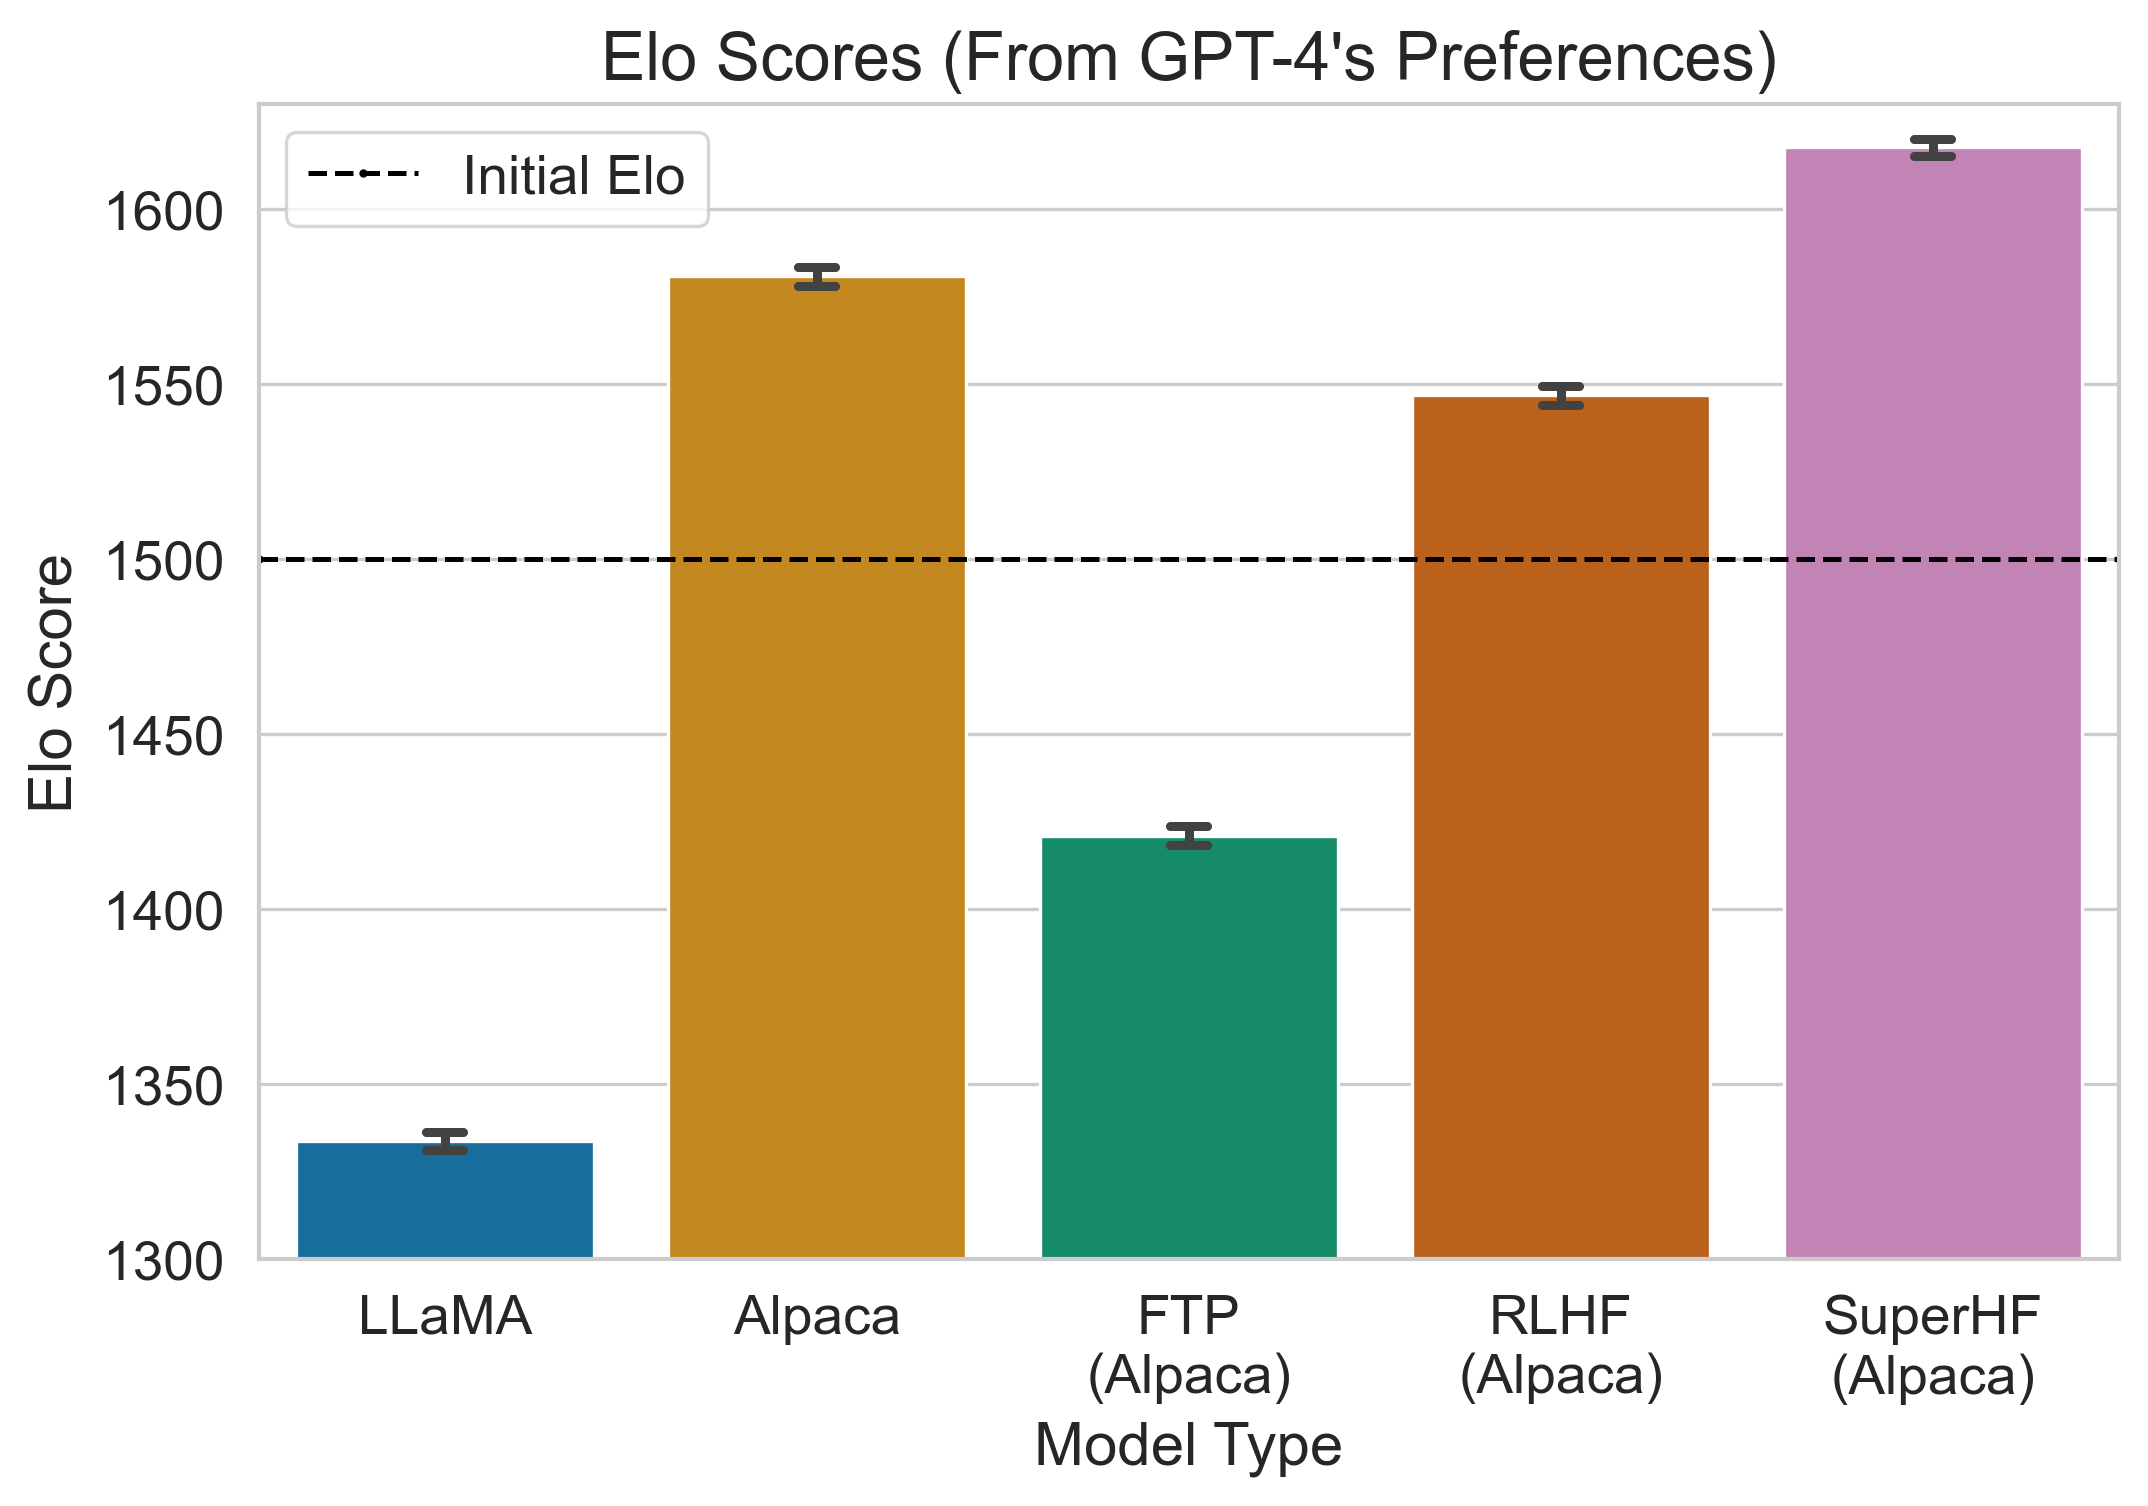 Elo Scores (From GPT-4's Preferences)
Initial Elo
1600
1550
1500
1450
1400
1350
1300
Elo Score
LLaMA
Alpaca
FTP
(Alpaca)
RLHF
(Alpaca)
SuperHF
(Alpaca)
Model Type